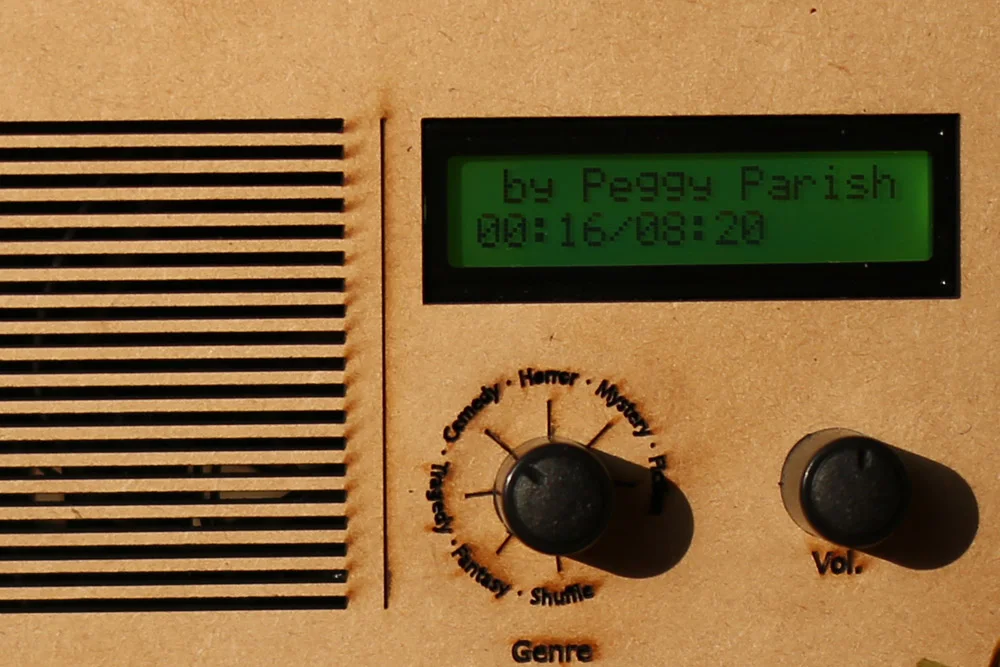 by Peggy Parish
00:16/08:20
Comedy · Horror · Mystery ·
Tragedy · Fantasy · Shuffle
Vol.
Genre